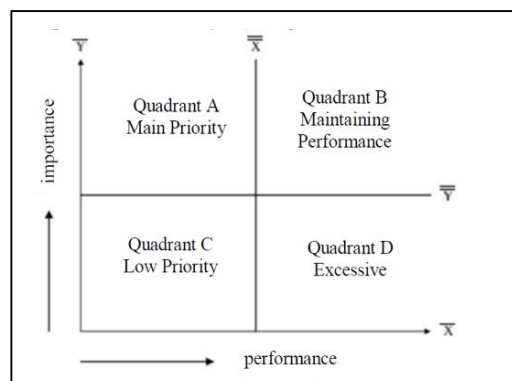 Y̅ X̿
Quadrant A
Main Priority
Quadrant B
Maintaining
Performance
importance
Y̿
Quadrant C
Low Priority
Quadrant D
Excessive
X̅
performance